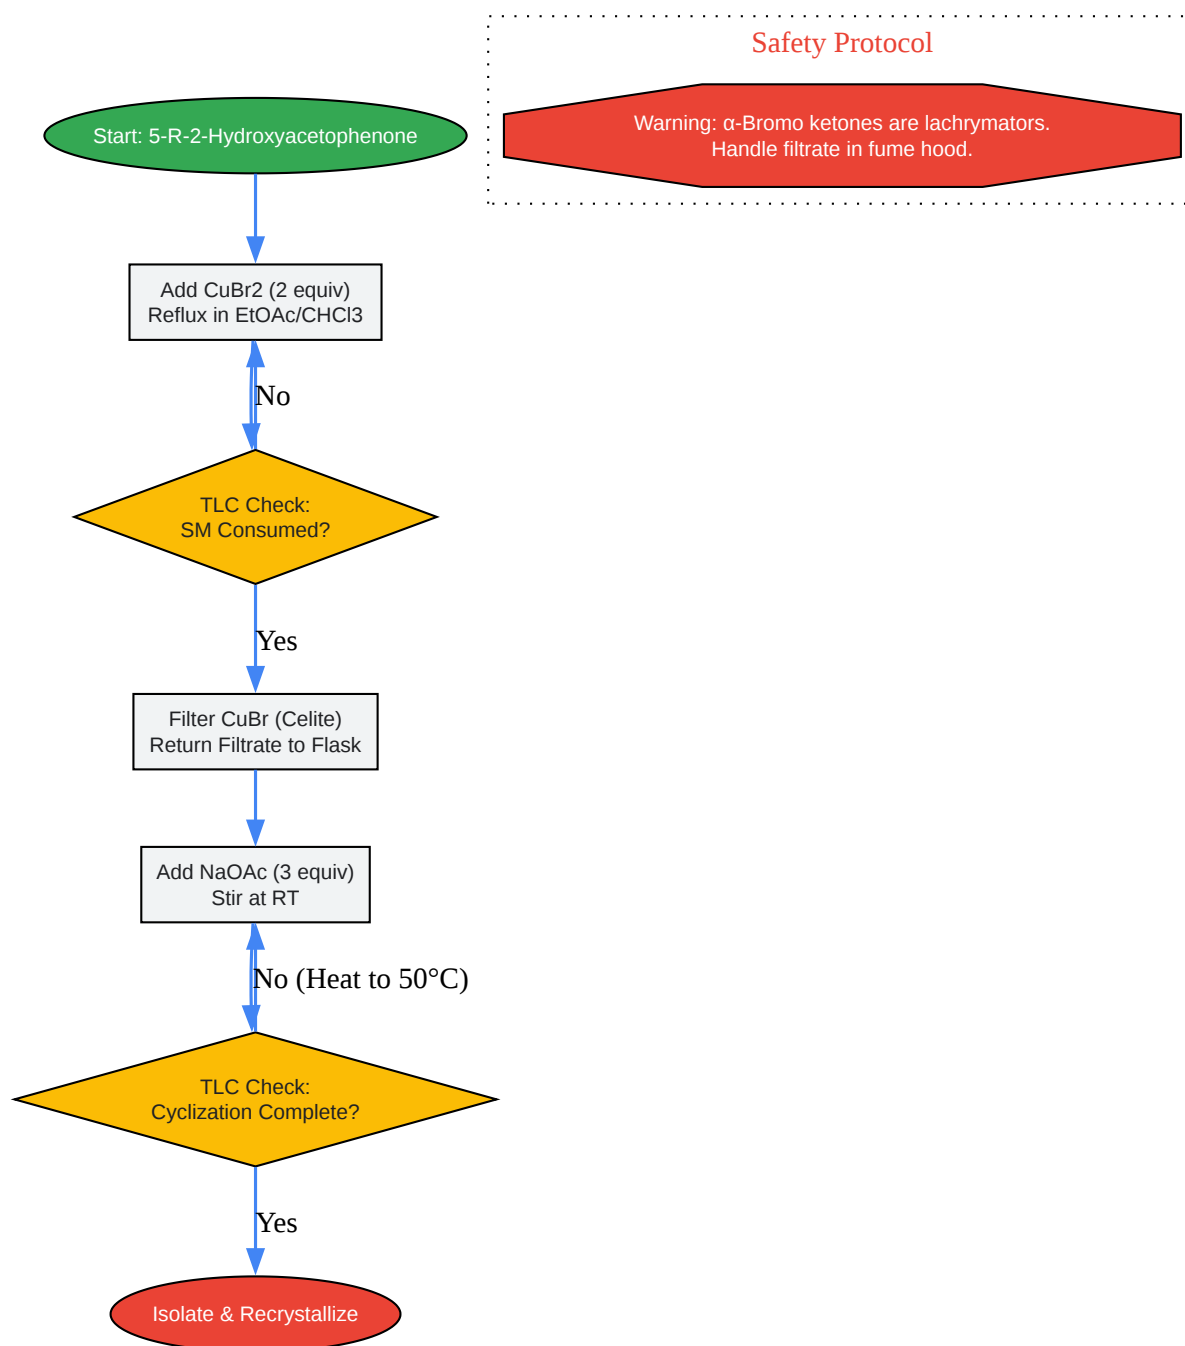 Safety Protocol
Warning: α-Bromo ketones are lachrymators.
Handle filtrate in fume hood.
Start: 5-R-2-Hydroxyacetophenone
Add CuBr2 (2 equiv)
Reflux in EtOAc/CHCl3
No
TLC Check:
SM Consumed?
Yes
Filter CuBr (Celite)
Return Filtrate to Flask
Add NaOAc (3 equiv)
Stir at RT
No (Heat to 50°C)
TLC Check:
Cyclization Complete?
Yes
Isolate & Recrystallize